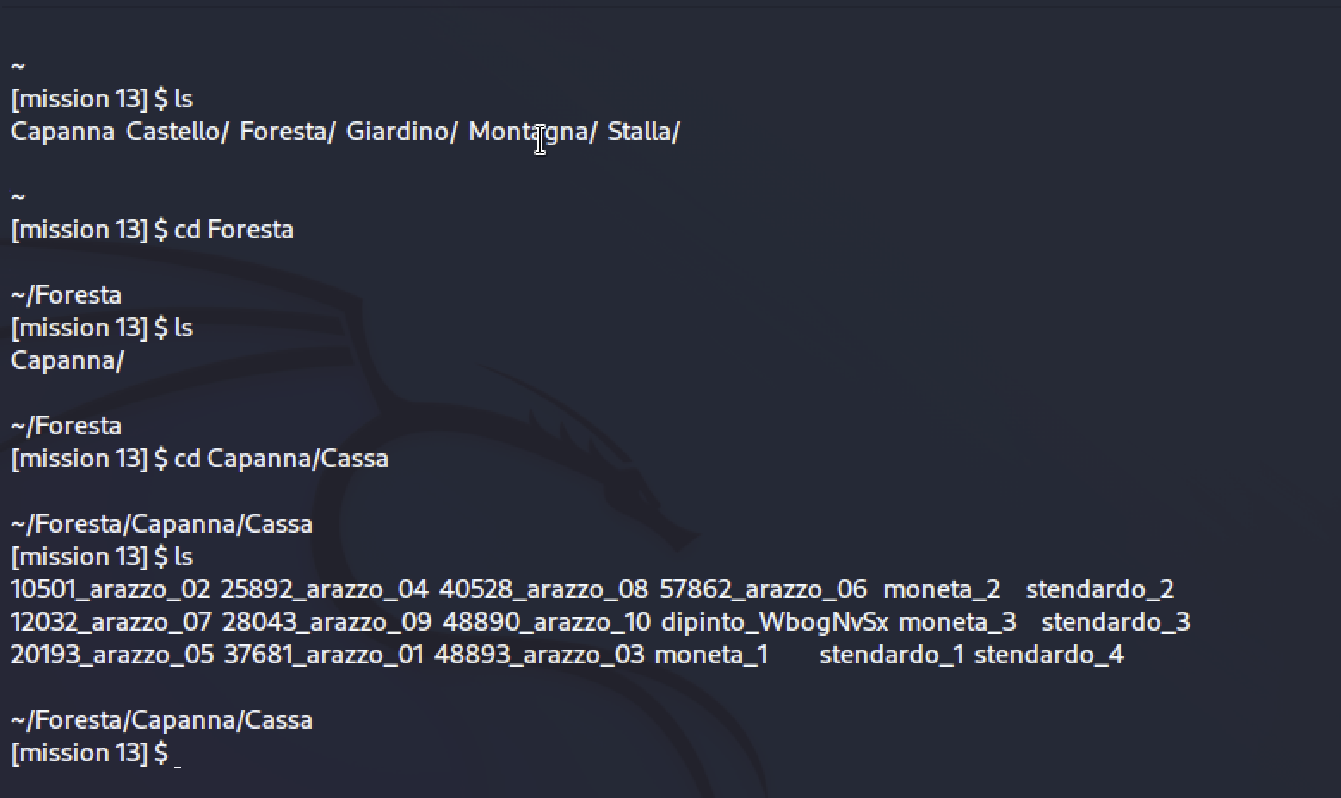 ~
[mission 13] $ ls
Capanna Castello/ Foresta/ Giardino/ Montagna/ Stalla/
~
[mission 13] $ cd Foresta
~/Foresta
[mission 13] $ ls
Capanna/
~/Foresta
[mission 13] $ cd Capanna/Cassa
~/Foresta/Capanna/Cassa
[mission 13] $ ls
10501_arazzo_02 25892_arazzo_04 40528_arazzo_08 57862_arazzo_06 moneta_2 stendardo_2
12032_arazzo_07 28043_arazzo_09 48890_arazzo_10 dipinto_WbogNvSx moneta_3 stendardo_3
20193_arazzo_05 37681_arazzo_01 48893_arazzo_03 moneta_1 stendardo_1 stendardo_4
~/Foresta/Capanna/Cassa
[mission 13] $ _